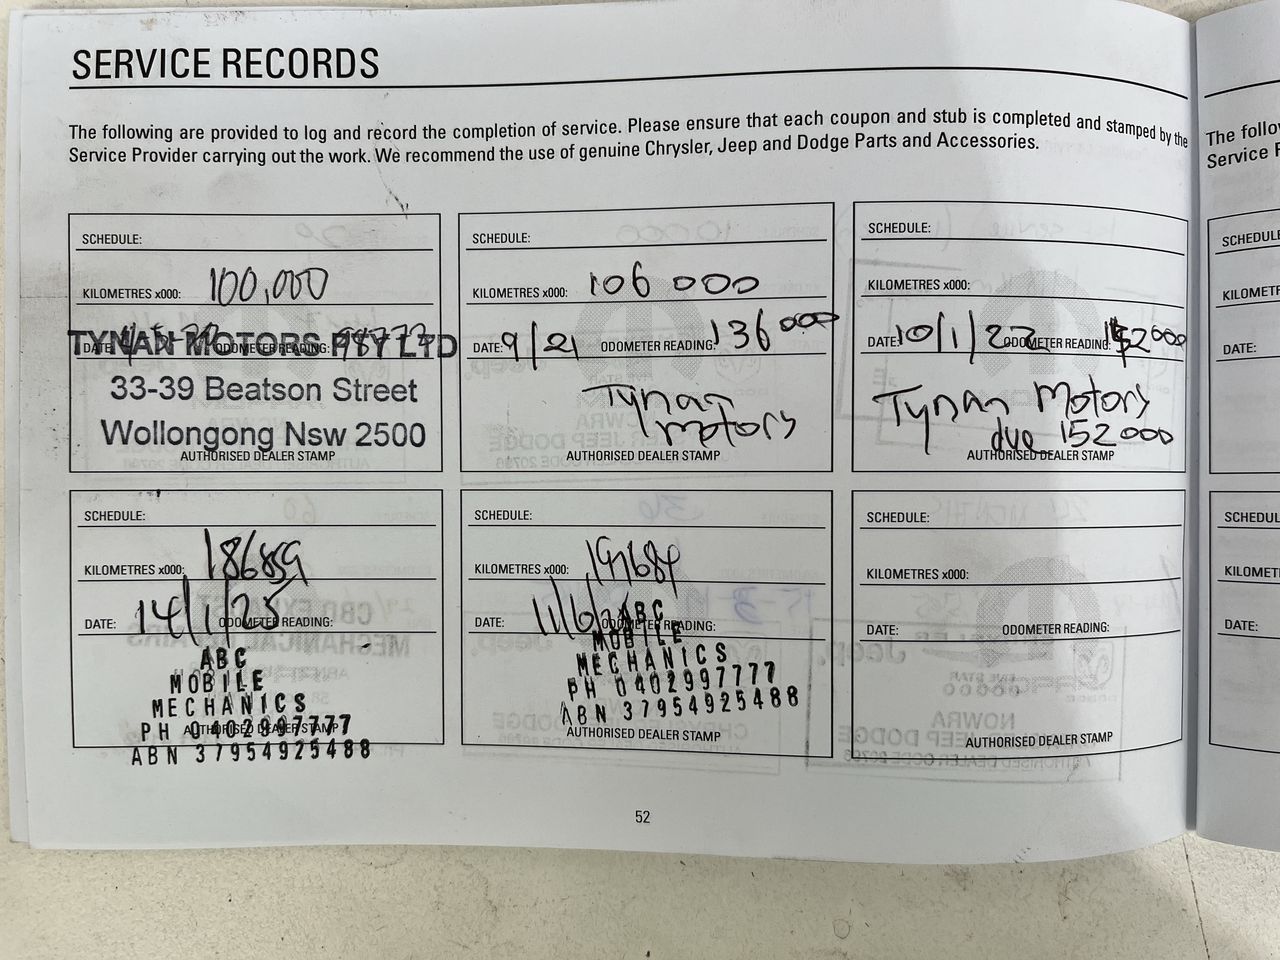 SERVICE RECORDS
The following are provided to log and record the completion of service. Please ensure that each coupon and stub is completed and stamped by the
Service Provider carrying out the work. We recommend the use of genuine Chrysler, Jeep and Dodge Parts and Accessories.
SCHEDULE:
KILOMETRES x000: 100,000
DATE: ODOMETER READING:
TYNAN MOTORS PTY LTD
33-39 Beatson Street
Wollongong Nsw 2500
AUTHORISED DEALER STAMP
SCHEDULE:
KILOMETRES x000: 106 000
DATE: 9/21 ODOMETER READING: 136000
Tynan
motors
AUTHORISED DEALER STAMP
SCHEDULE:
KILOMETRES x000:
DATE: 10/1/22 ODOMETER READING: 152000
Tynan Motors
due 152000
AUTHORISED DEALER STAMP
SCHEDULE:
KILOMETRES x000:
DATE: 14/1/25 ODOMETER READING:
ABC
MOBILE
MECHANICS
PH 0402997777
AUTHORISED DEALER STAMP
ABN 37954925488
SCHEDULE:
KILOMETRES x000:
DATE: ODOMETER READING:
ABC
MOBILE
MECHANICS
PH 0402997777
ABN 37954925488
AUTHORISED DEALER STAMP
SCHEDULE:
KILOMETRES x000:
DATE: ODOMETER READING:
AUTHORISED DEALER STAMP
52
The follo
Service
SCHEDULE
KILOMET
DATE:
SCHEDUL
KILOMET
DATE: